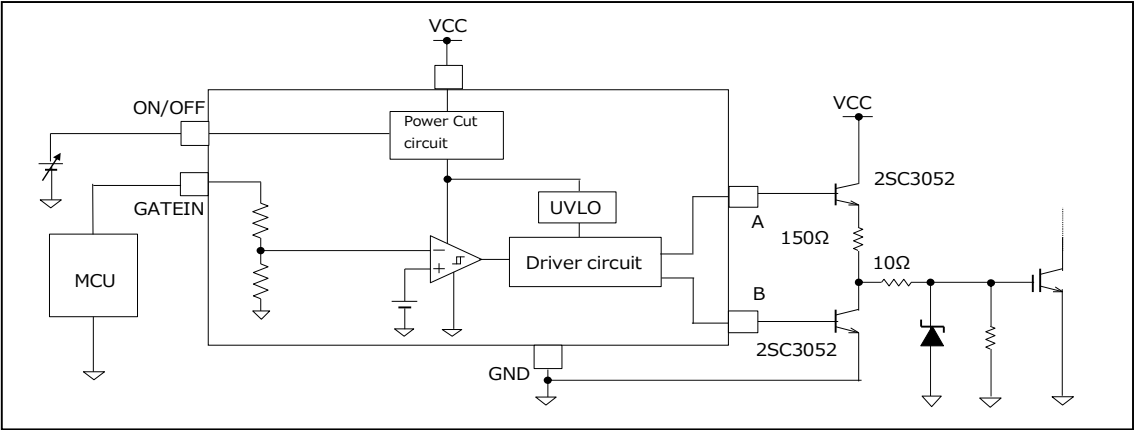 VCC
ON/OFF
Power Cut
circuit
VCC
2SC3052
GATEIN
UVLO
A
150Ω
MCU
Driver circuit
10Ω
B
2SC3052
GND